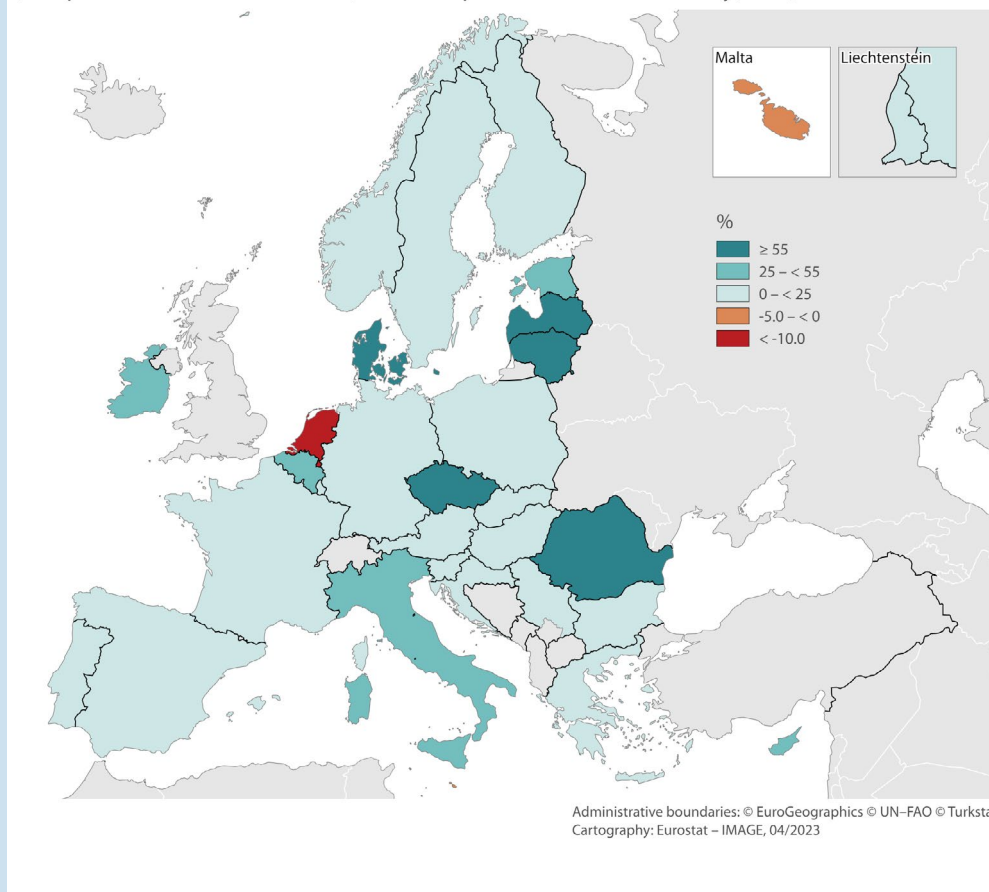 Malta
Liechtenstein
%
≥ 55
25 – < 55
0 – < 25
-5.0 – < 0
< -10.0
Administrative boundaries: © EuroGeographics © UN–FAO © Turksta
Cartography: Eurostat – IMAGE, 04/2023